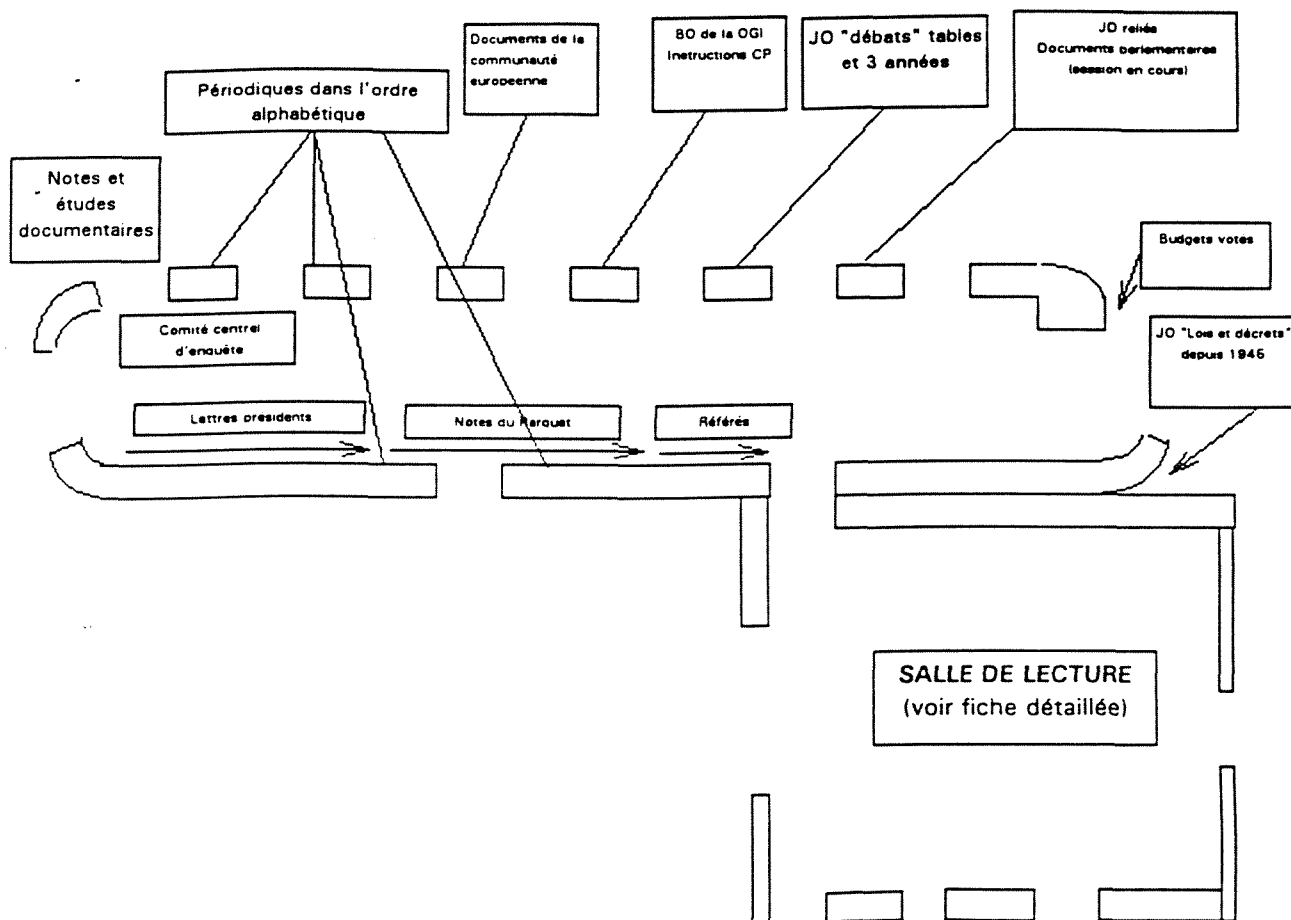 Documents de la
communauté
européenne
BO de la OGI
Instructions CP
JO "débats" tables
et 3 années
JO reliés
Documents parlementaires
(session en cours)
Périodiques dans l'ordre
alphabétique
Notes et
études
documentaires
Budgets votes
Comité central
d'enquête
JO "Lois et décrets"
depuis 1946
Lettres présidents
Notes du Parquet
Référés
SALLE DE LECTURE
(voir fiche détaillée)